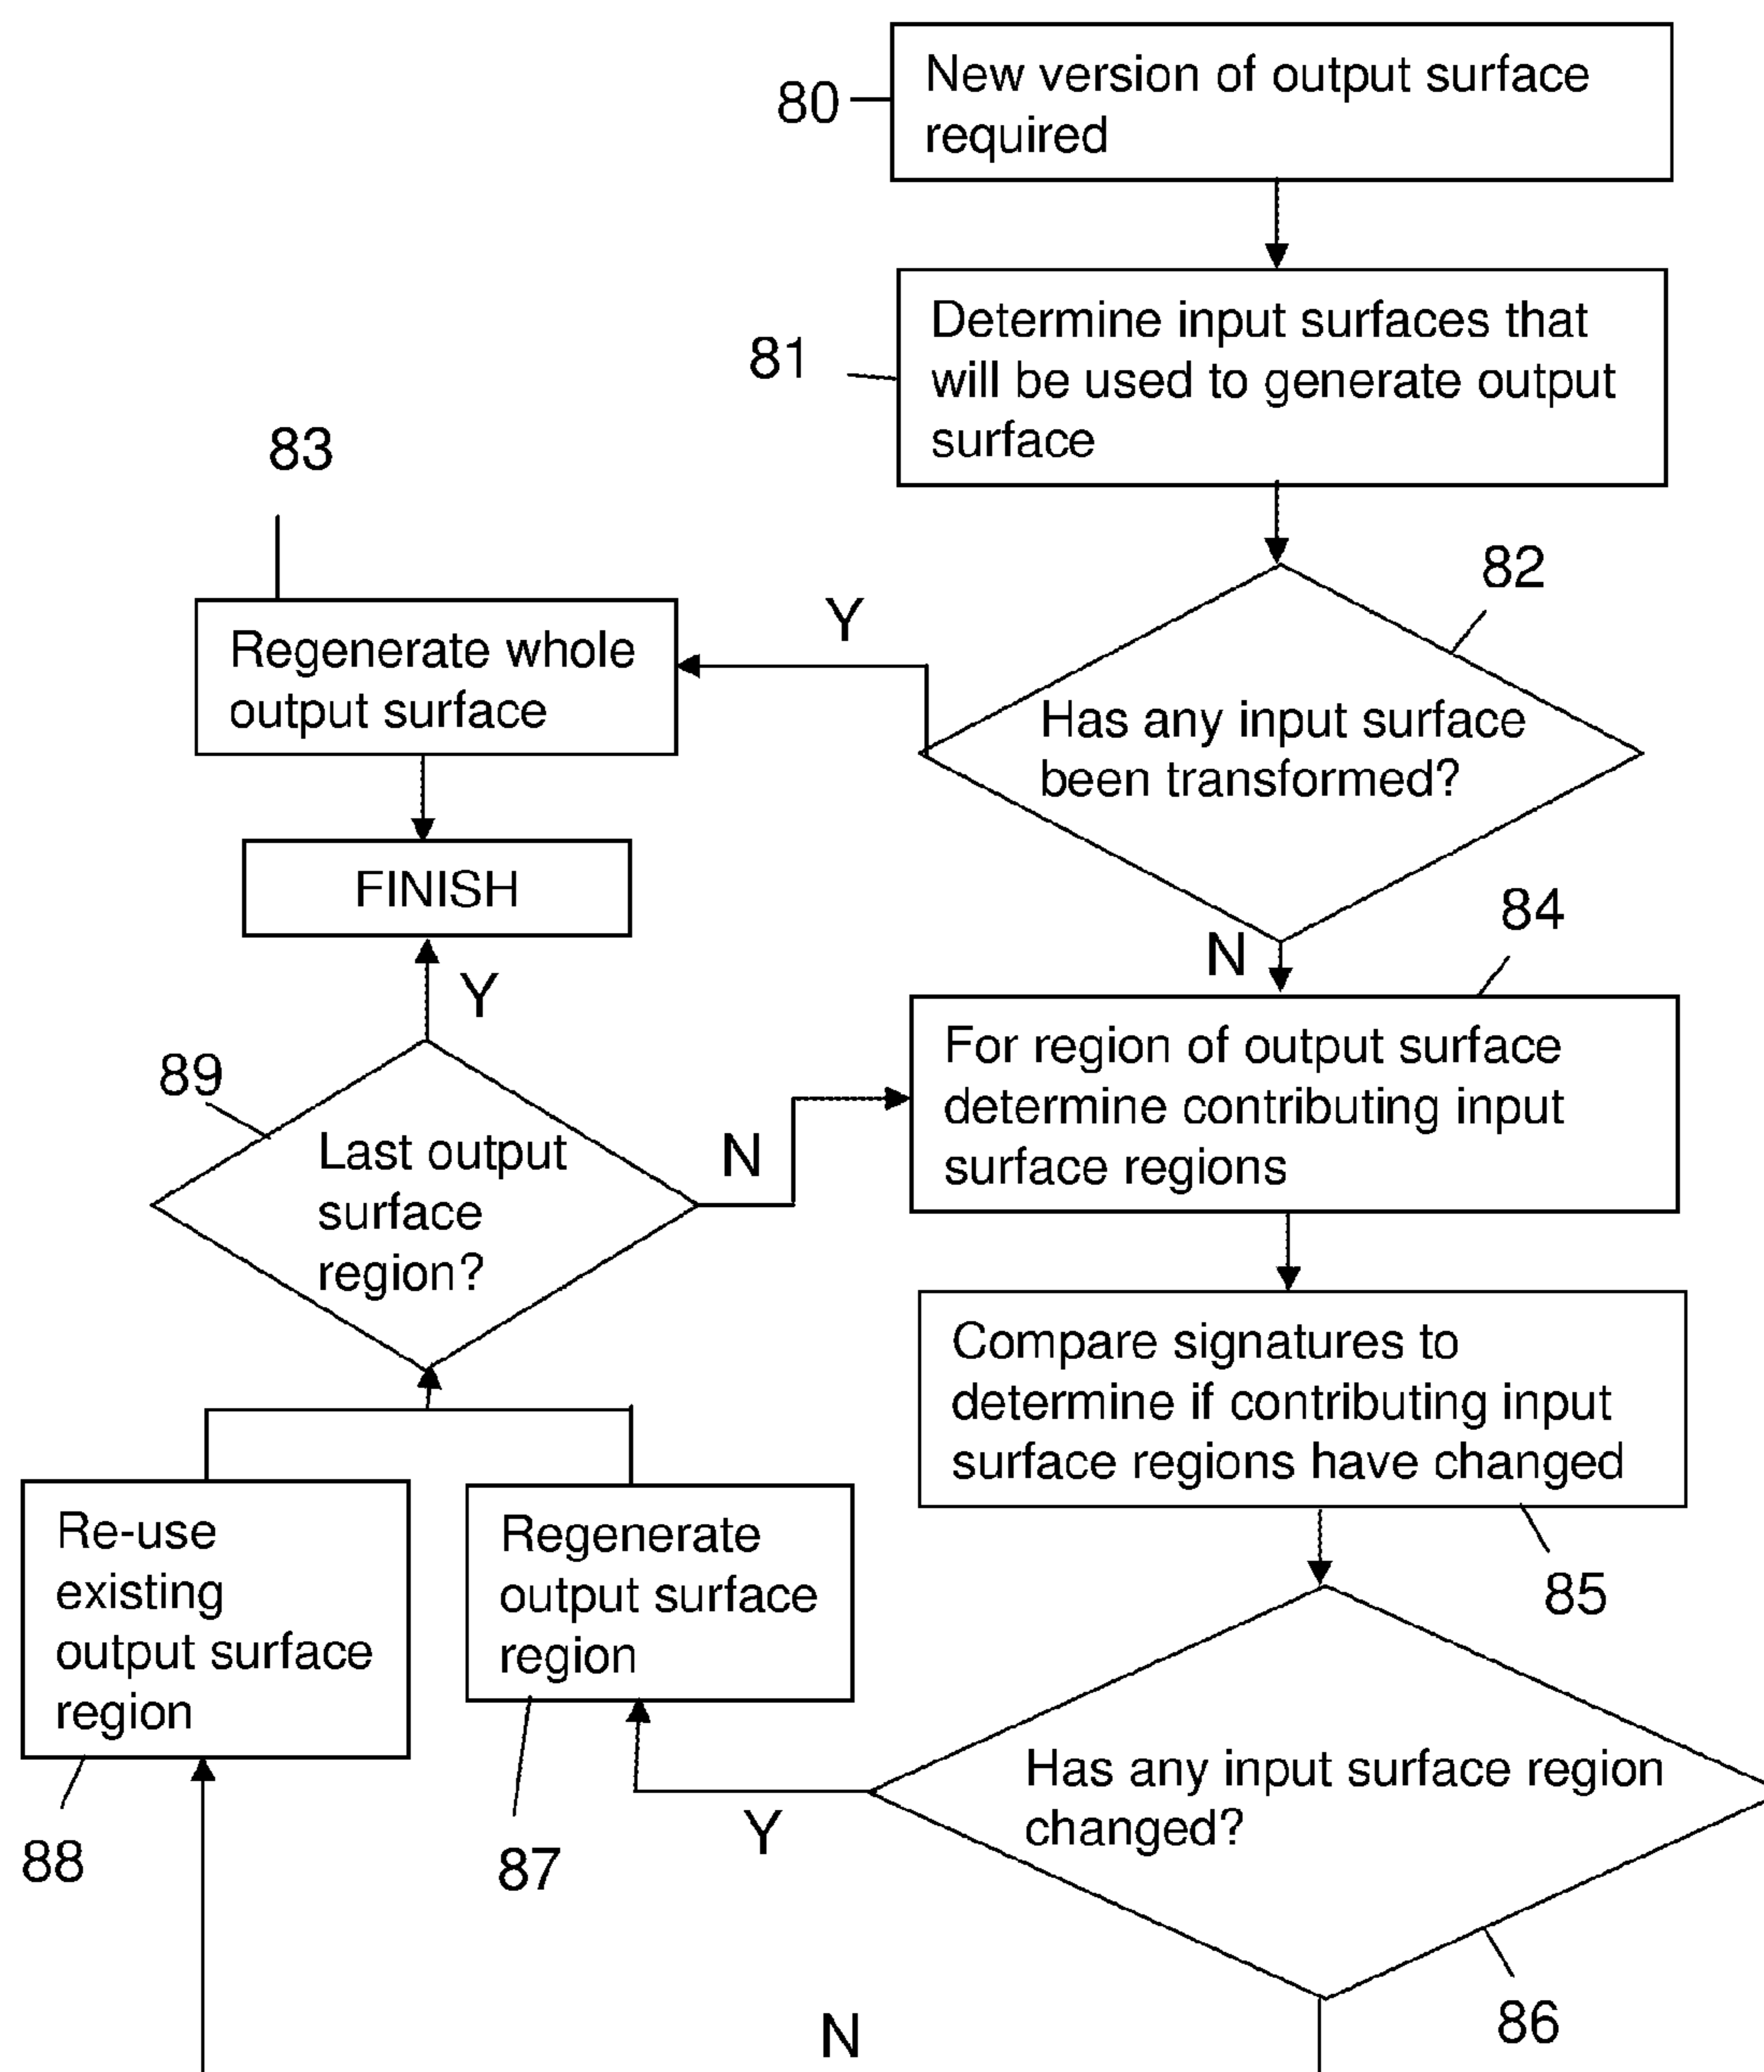 80
New version of output surface
required
81
Determine input surfaces that
will be used to generate output
surface
82
Has any input surface
been transformed?
Y
83
Regenerate whole
output surface
FINISH
N
84
For region of output surface
determine contributing input
surface regions
Compare signatures to
determine if contributing input
surface regions have changed
85
Has any input surface region
changed?
86
Y
87
Regenerate
output surface
region
N
88
Re-use
existing
output surface
region
89
Last output
surface
region?
Y
N